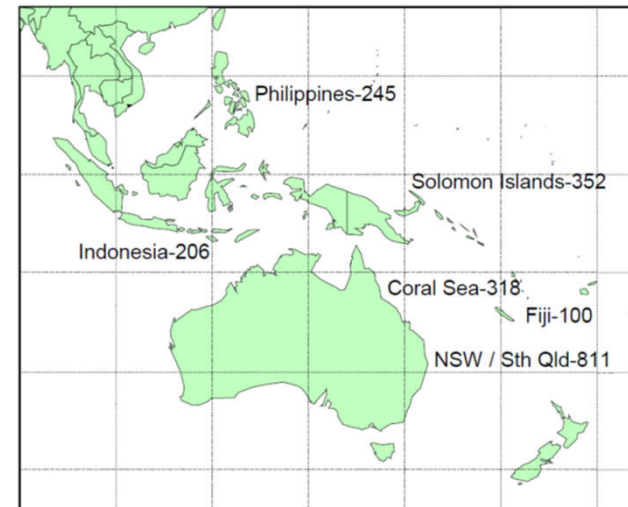 Philippines-245
Solomon Islands-352
Indonesia-206
Coral Sea-318
Fiji-100
NSW / Sth Qld-811